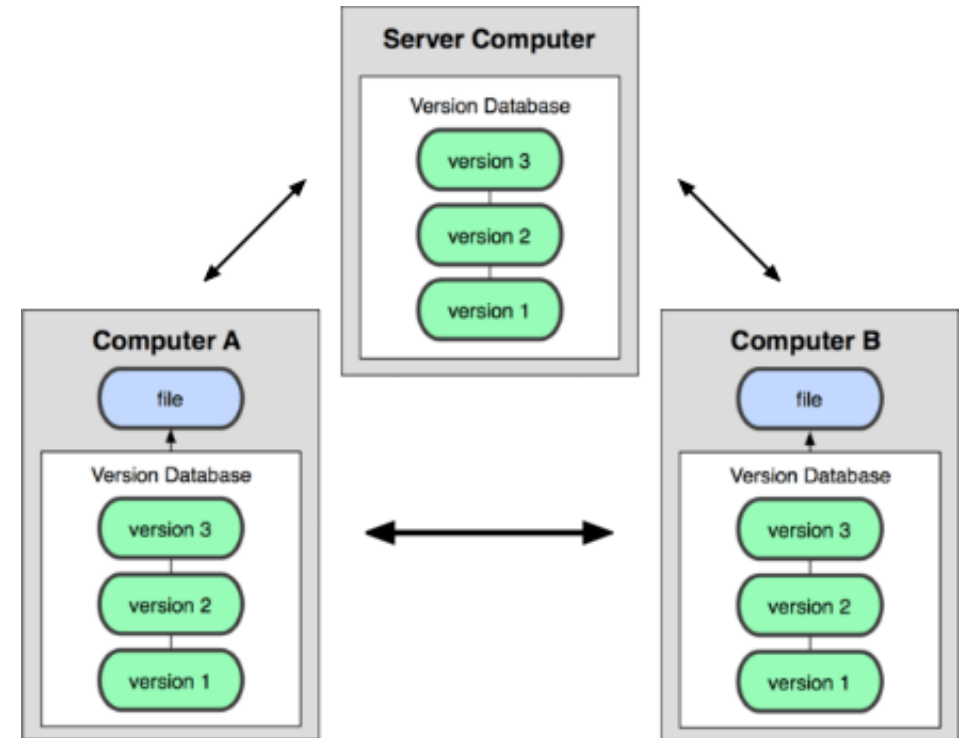 Server Computer
Version Database
version 3
version 2
version 1
Computer A
file
Version Database
version 3
version 2
version 1
Computer B
file
Version Database
version 3
version 2
version 1